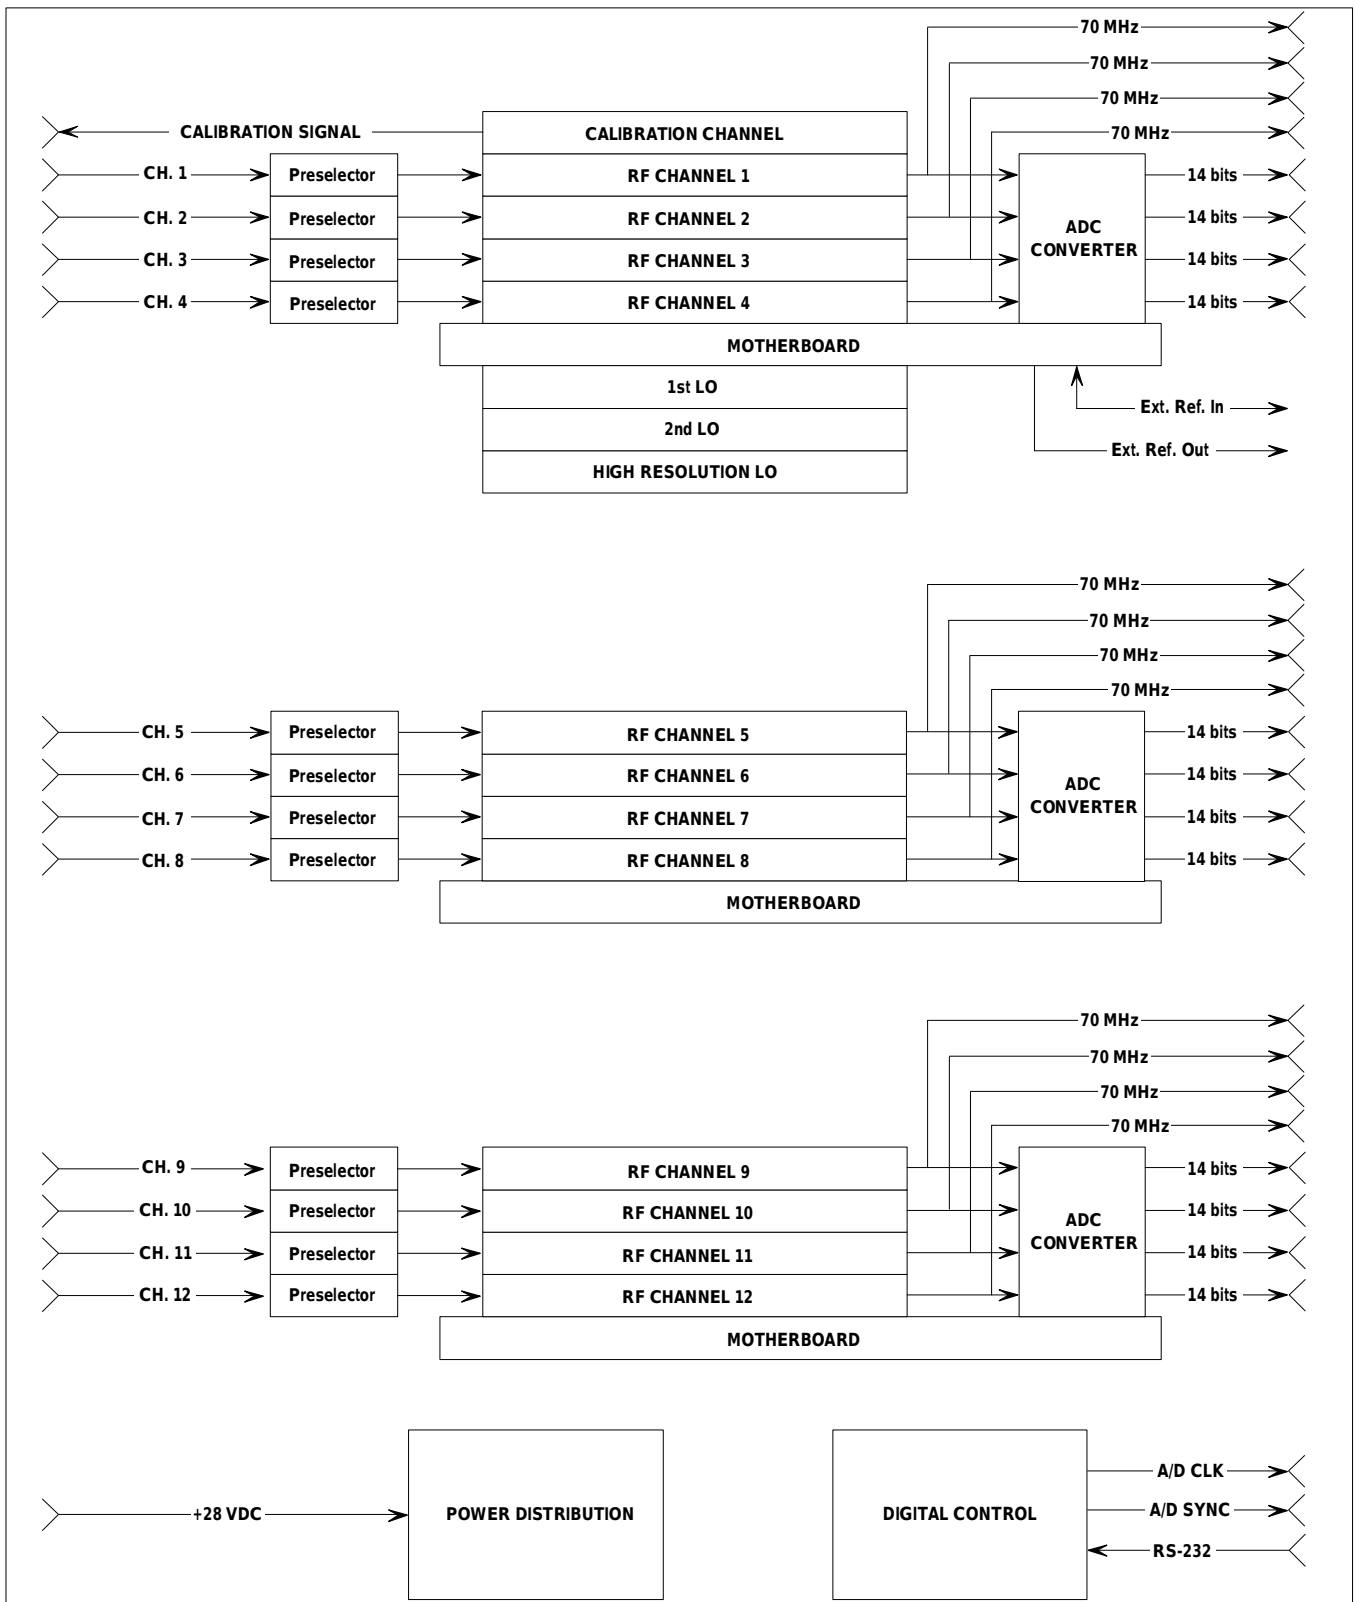 70 MHz
70 MHz
70 MHz
CALIBRATION SIGNAL
CALIBRATION CHANNEL
70 MHz
CH. 1
Preselector
RF CHANNEL 1
14 bits
CH. 2
Preselector
RF CHANNEL 2
14 bits
ADC
CONVERTER
CH. 3
Preselector
RF CHANNEL 3
14 bits
CH. 4
Preselector
RF CHANNEL 4
14 bits
MOTHERBOARD
1st LO
Ext. Ref. In
2nd LO
Ext. Ref. Out
HIGH RESOLUTION LO
70 MHz
70 MHz
70 MHz
70 MHz
CH. 5
Preselector
RF CHANNEL 5
14 bits
CH. 6
Preselector
RF CHANNEL 6
14 bits
ADC
CONVERTER
CH. 7
Preselector
RF CHANNEL 7
14 bits
CH. 8
Preselector
RF CHANNEL 8
14 bits
MOTHERBOARD
70 MHz
70 MHz
70 MHz
70 MHz
CH. 9
Preselector
RF CHANNEL 9
14 bits
CH. 10
Preselector
RF CHANNEL 10
14 bits
ADC
CONVERTER
CH. 11
Preselector
RF CHANNEL 11
14 bits
CH. 12
Preselector
RF CHANNEL 12
14 bits
MOTHERBOARD
+28 VDC
POWER DISTRIBUTION
DIGITAL CONTROL
A/D CLK
A/D SYNC
RS-232